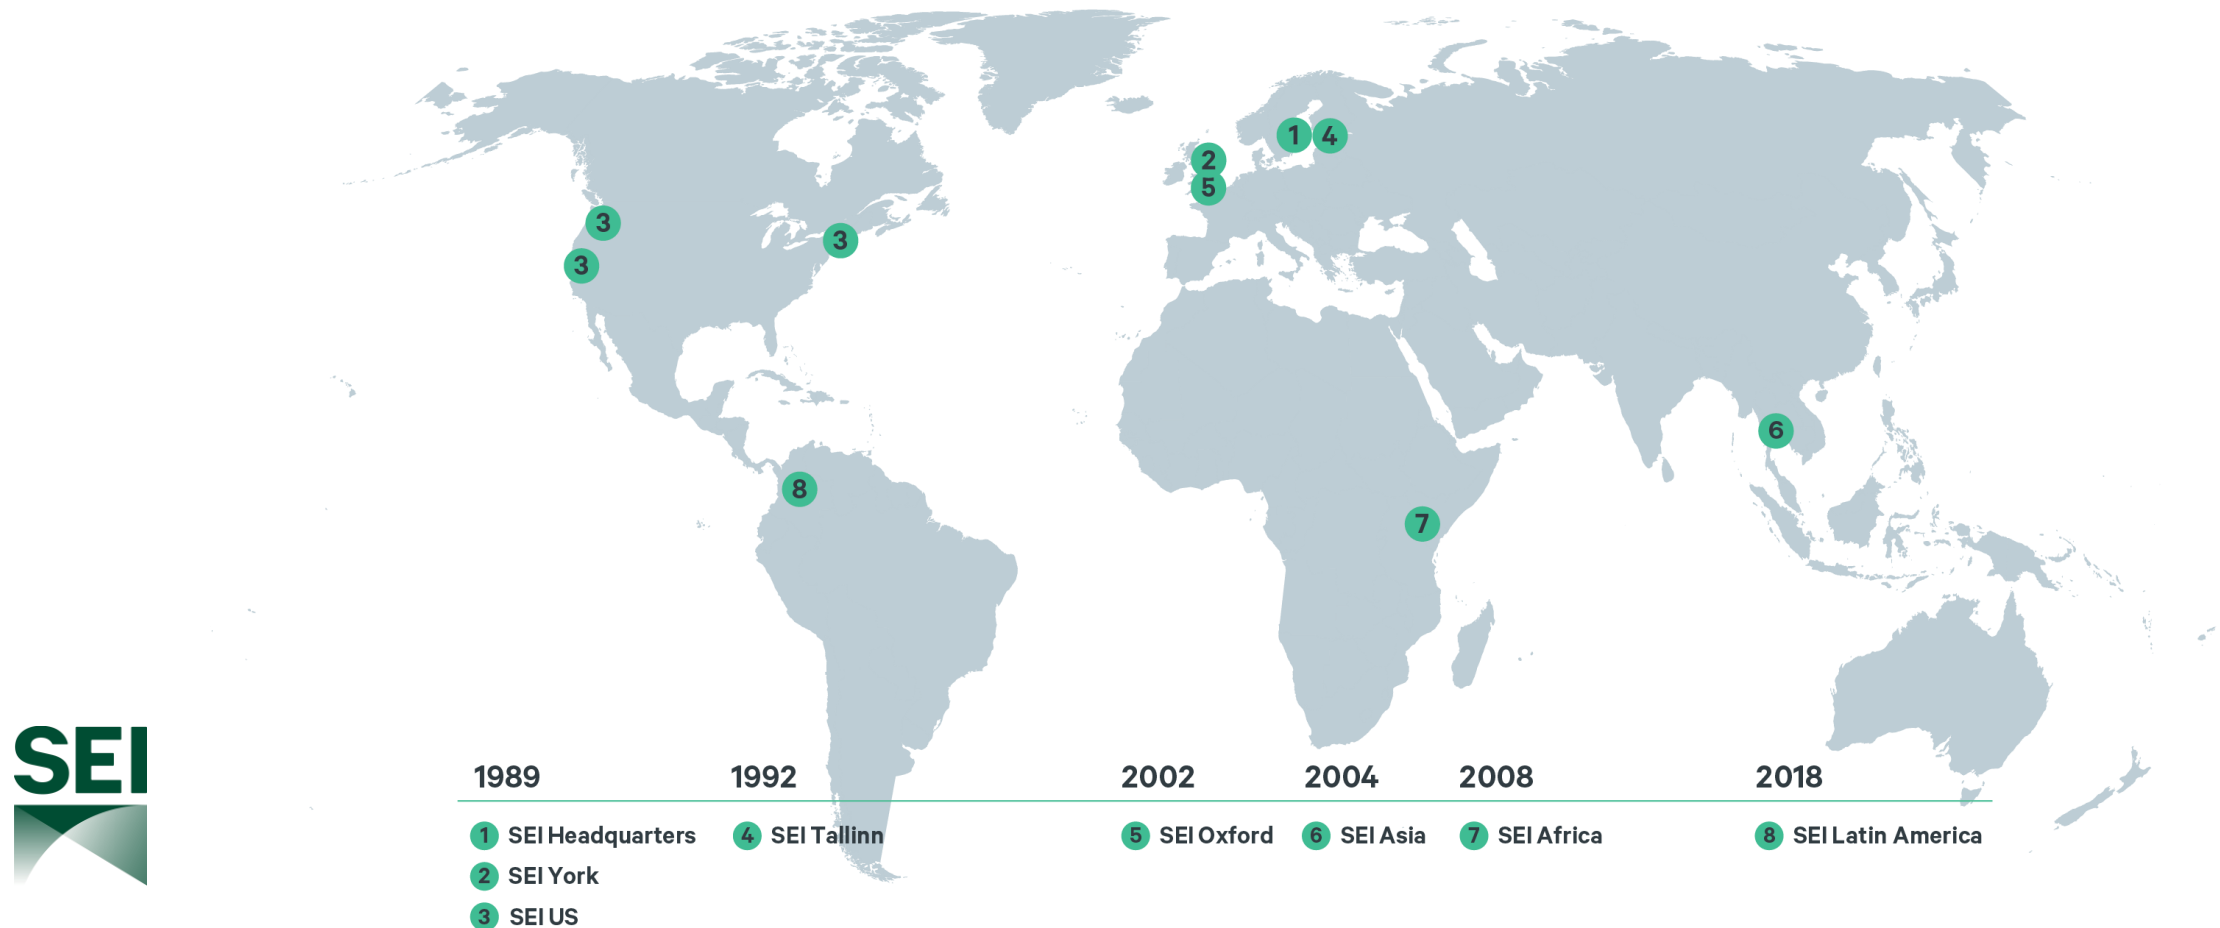 1 4
2
5
3
3
3
6
8
7
SEI
1989 1992 2002 2004 2008 2018
1 SEI Headquarters 4 SEI Tallinn 5 SEI Oxford 6 SEI Asia 7 SEI Africa 8 SEI Latin America
2 SEI York
3 SEI US